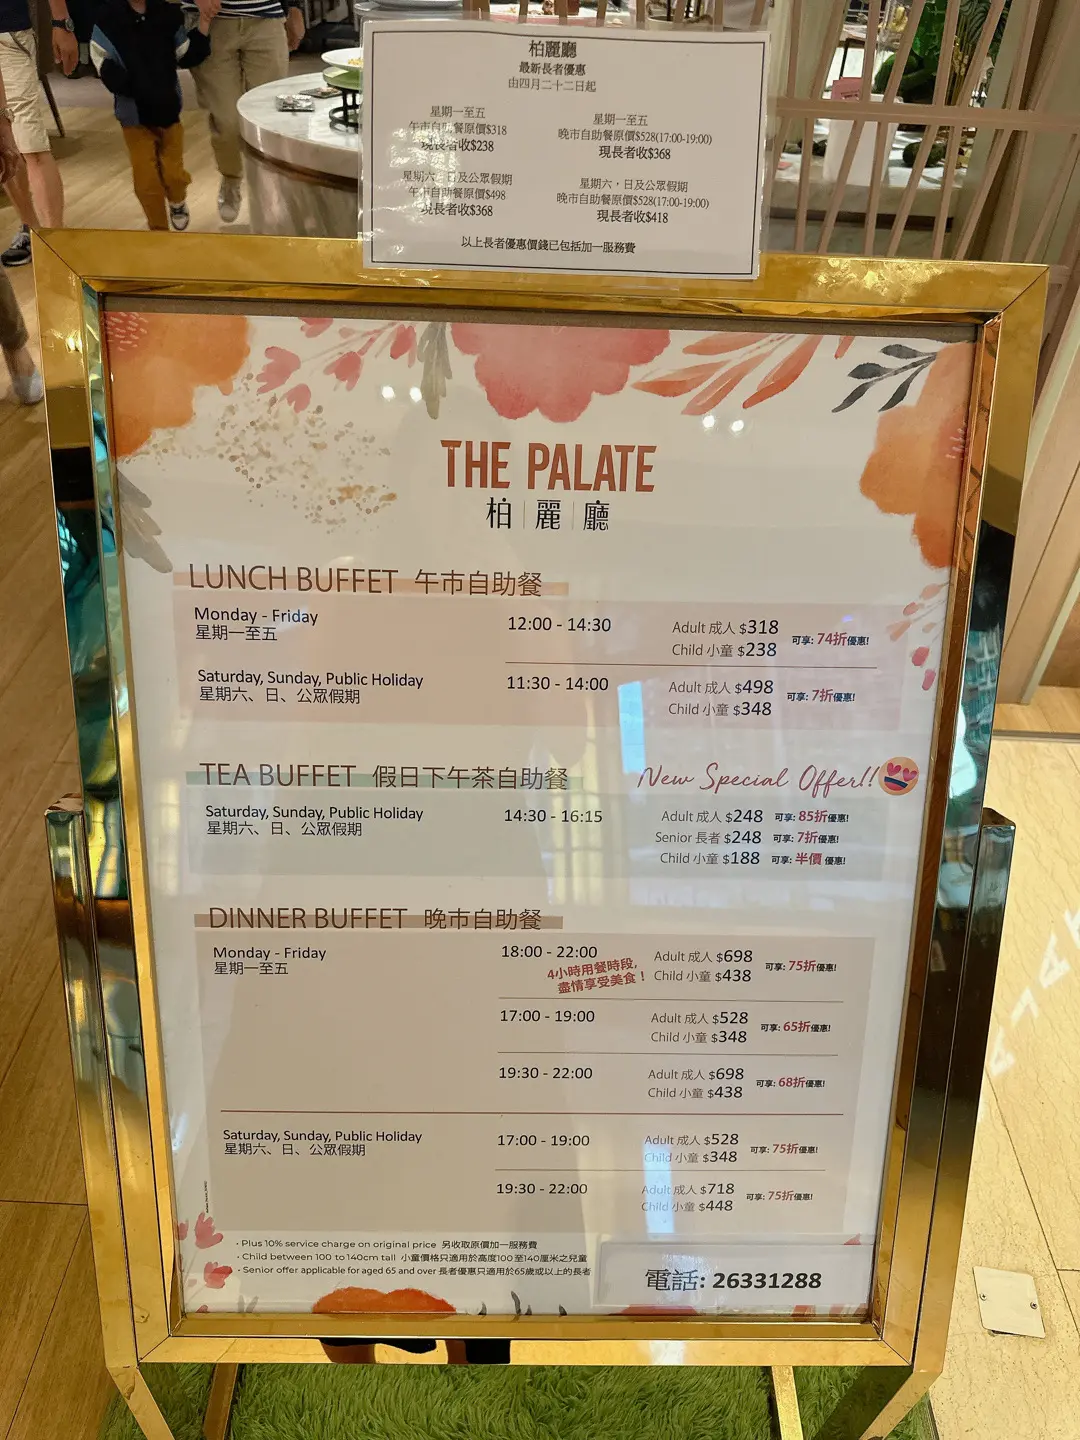 柏麗廳
最新長者優惠
由四月二十二日起
星期一至五
午市自助餐原價$318
現長者收$238
星期一至五
晚市自助餐原價$528(17:00-19:00)
現長者收$368
星期六,日及公眾假期
午市自助餐原價$498
現長者收$368
星期六,日及公眾假期
晚市自助餐原價$528(17:00-19:00)
現長者收$418
以上長者優惠價錢已包括加一服務費
THE PALATE
柏麗廳
LUNCH BUFFET 午市自助餐
Monday - Friday 12:00 - 14:30 Adult 成人 $318 可享: 74折優惠!
星期一至五 Child 小童 $238
Saturday, Sunday, Public Holiday 11:30 - 14:00 Adult 成人 $498 可享: 7折優惠!
星期六、日、公眾假期 Child 小童 $348
TEA BUFFET 假日下午茶自助餐 New Special Offer!!
Saturday, Sunday, Public Holiday 14:30 - 16:15 Adult 成人 $248 可享: 85折優惠!
星期六、日、公眾假期 Senior 長者 $248 可享: 7折優惠!
Child 小童 $188 可享: 半價優惠!
DINNER BUFFET 晚市自助餐
Monday - Friday 18:00 - 22:00 Adult 成人 $698 可享: 75折優惠!
星期一至五 4小時用餐時段, Child 小童 $438
盡情享受美食!
17:00 - 19:00 Adult 成人 $528 可享: 65折優惠!
Child 小童 $348
19:30 - 22:00 Adult 成人 $698 可享: 68折優惠!
Child 小童 $438
Saturday, Sunday, Public Holiday 17:00 - 19:00 Adult 成人 $528 可享: 75折優惠!
星期六、日、公眾假期 Child 小童 $348
19:30 - 22:00 Adult 成人 $718 可享: 75折優惠!
Child 小童 $448
• Plus 10% service charge on original price 另收取原價加一服務費
• Child between 100 to 140cm tall 小童價格只適用於高度100至140厘米之兒童
• Senior offer applicable for aged 65 and over 長者優惠只適用於65歲或以上的長者
電話: 26331288